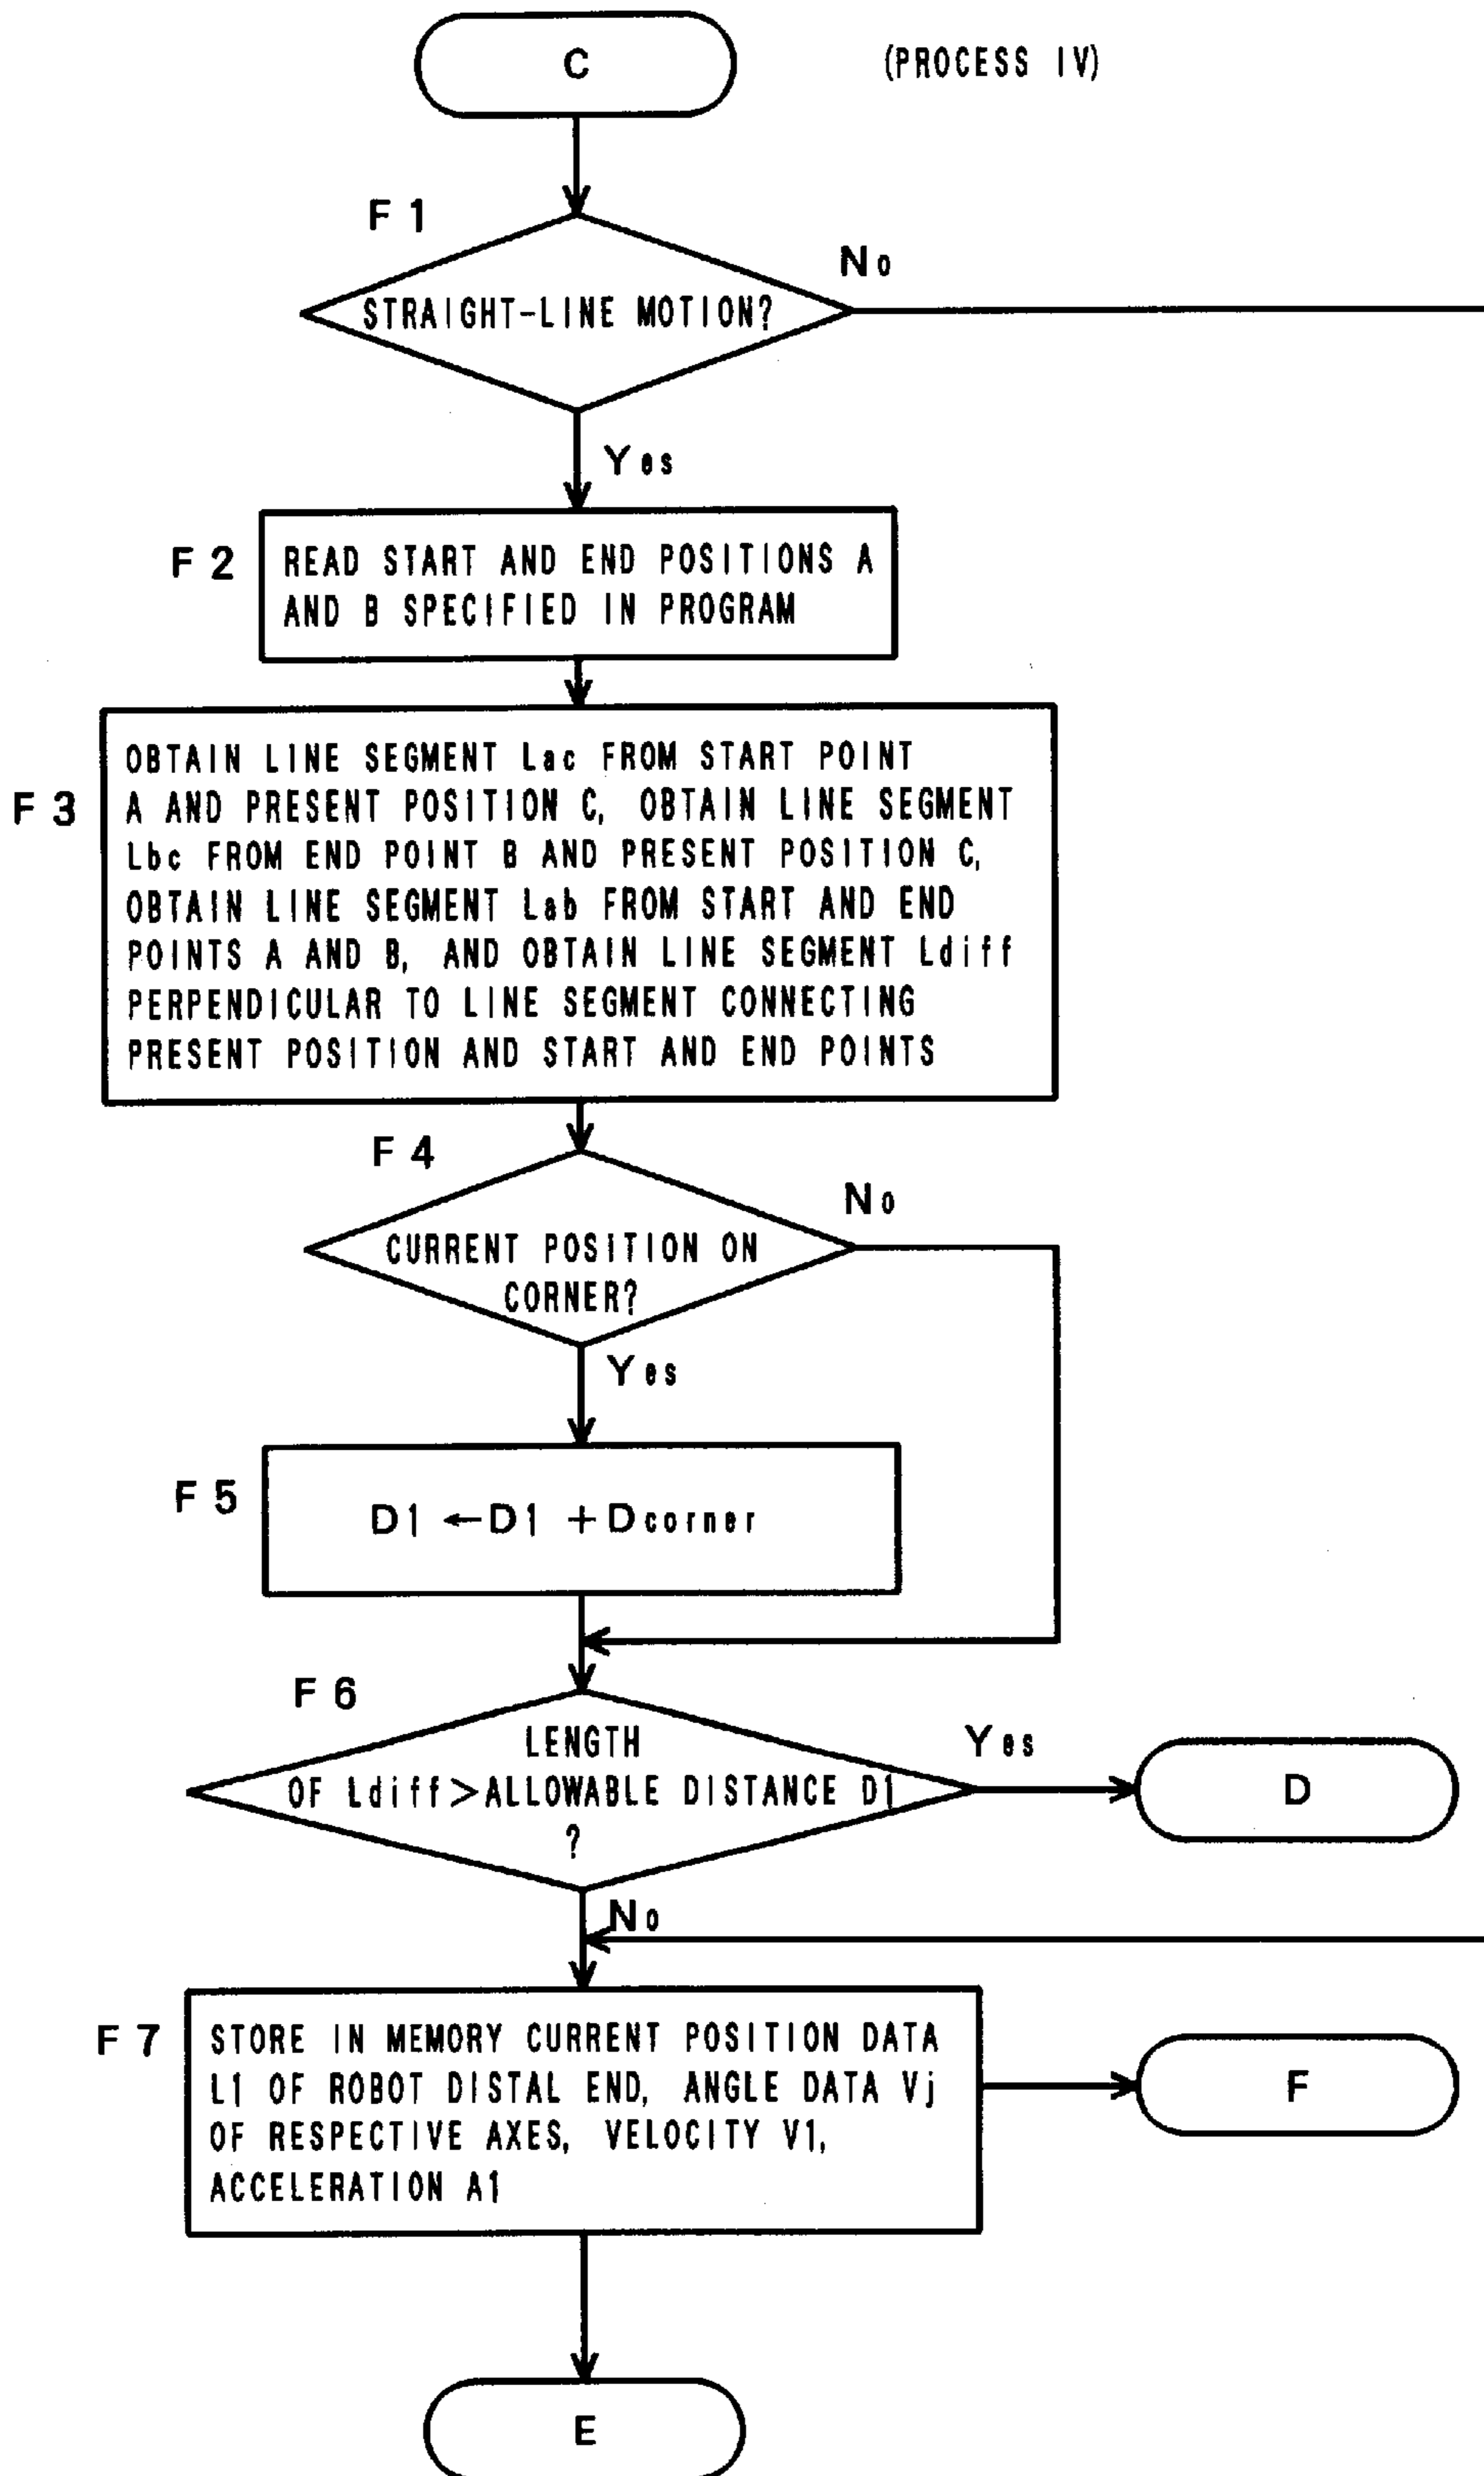 C
(PROCESS IV)
F1
STRAIGHT-LINE MOTION?
No
Yes
F2
READ START AND END POSITIONS A
AND B SPECIFIED IN PROGRAM
F3
OBTAIN LINE SEGMENT Lac FROM START POINT
A AND PRESENT POSITION C, OBTAIN LINE SEGMENT
Lbc FROM END POINT B AND PRESENT POSITION C,
OBTAIN LINE SEGMENT Lab FROM START AND END
POINTS A AND B, AND OBTAIN LINE SEGMENT Ldiff
PERPENDICULAR TO LINE SEGMENT CONNECTING
PRESENT POSITION AND START AND END POINTS
F4
No
CURRENT POSITION ON
CORNER?
Yes
F5
D1 ←D1 +Dcorner
F6
LENGTH
OF Ldiff>ALLOWABLE DISTANCE D1
?
Yes
D
No
F7
STORE IN MEMORY CURRENT POSITION DATA
L1 OF ROBOT DISTAL END, ANGLE DATA Vj
OF RESPECTIVE AXES, VELOCITY V1,
ACCELERATION A1
F
E